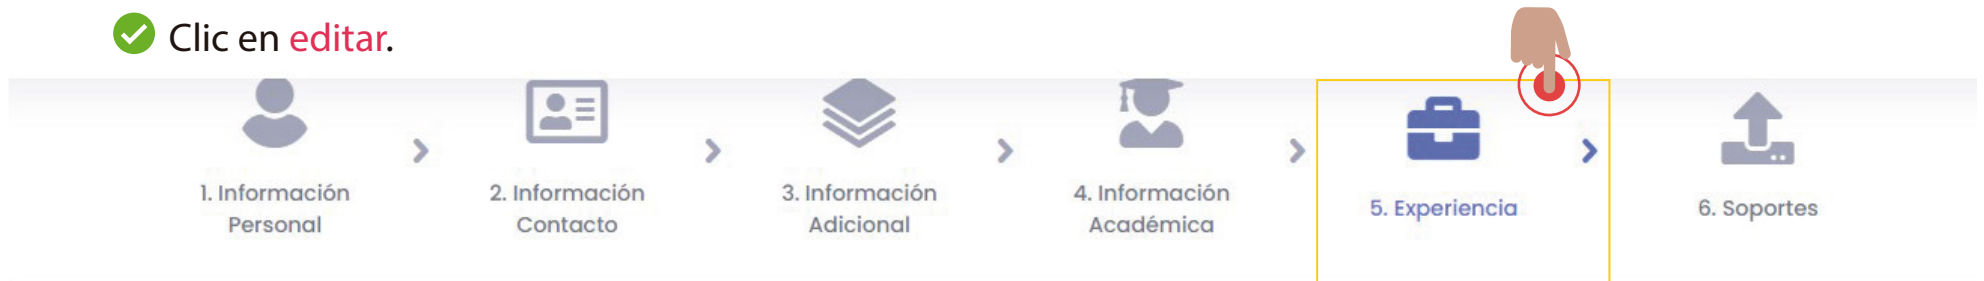 Clic en editar.
1. Información
Personal
2. Información
Contacto
3. Información
Adicional
4. Información
Académica
5. Experiencia
6. Soportes